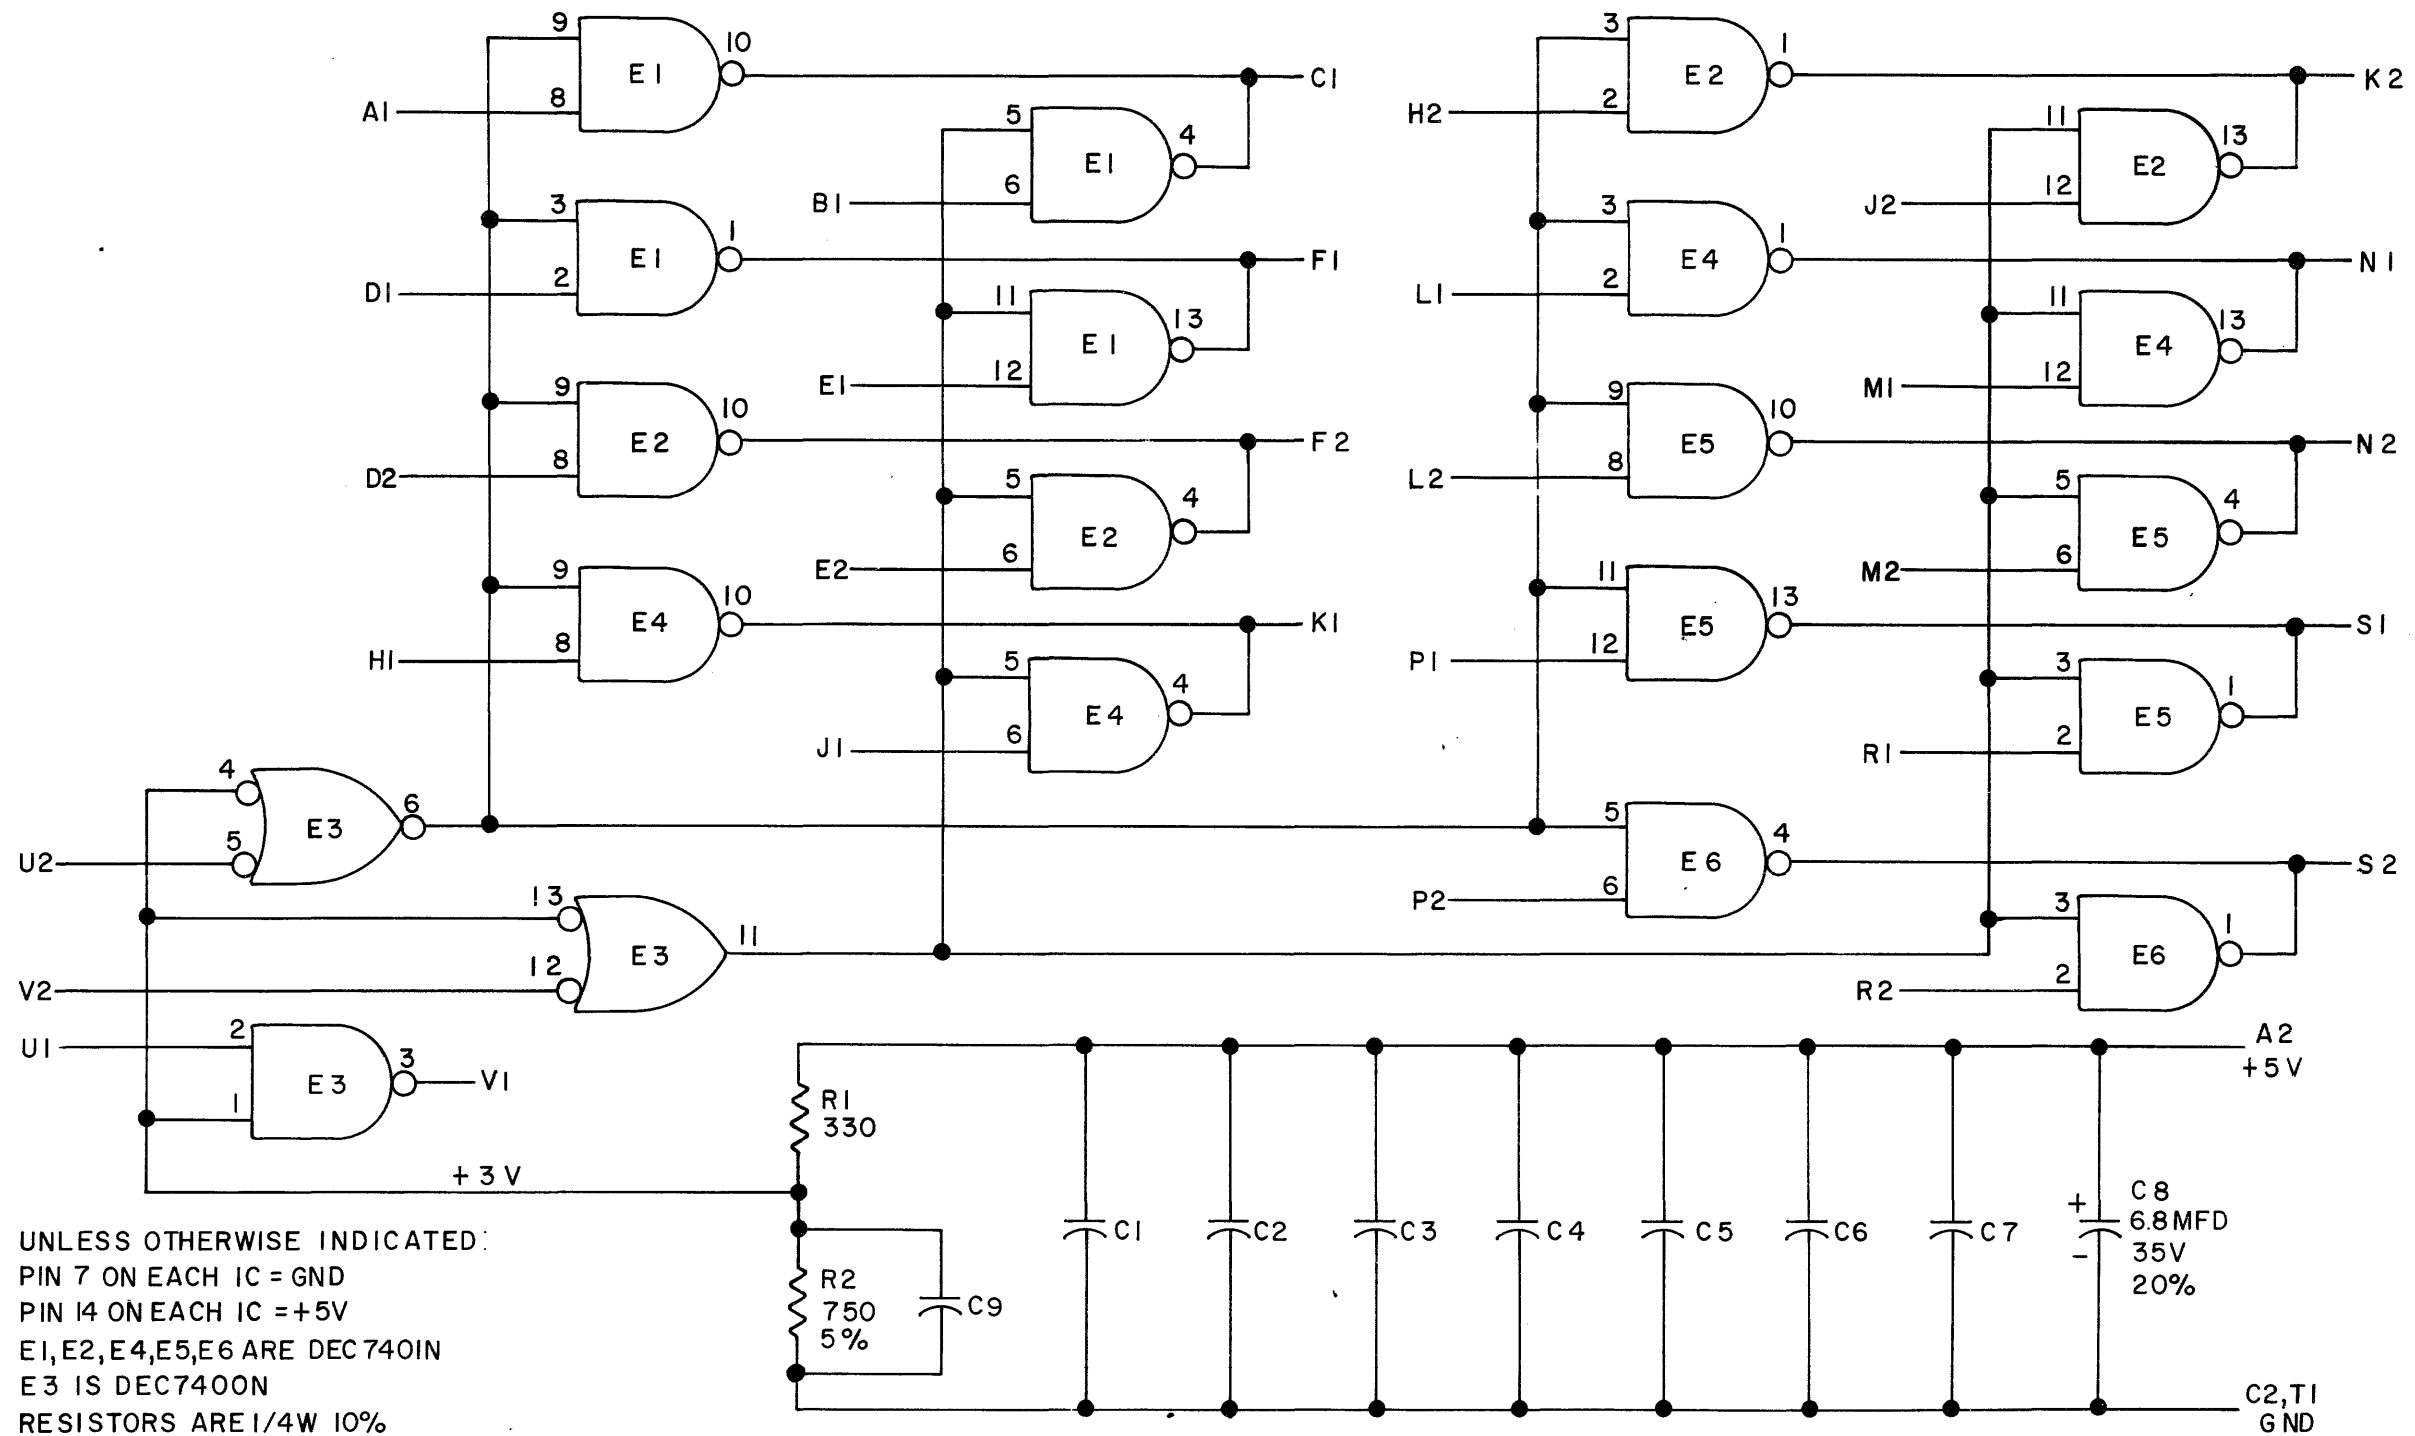 9
E1
10
A1
8
C1
5
E1
4
B1
6
3
E1
1
D1
2
F1
11
E1
13
E1
12
9
E2
10
D2
8
F2
5
E2
4
E2
6
9
E4
10
H1
8
K1
5
E4
4
J1
6
3
E2
1
H2
2
K2
11
E2
13
J2
12
3
E4
1
L1
2
N1
11
E4
13
M1
12
9
E5
10
L2
8
N2
5
E5
4
M2
6
11
E5
13
P1
12
S1
3
E5
1
R1
2
5
E6
4
P2
6
S2
3
E6
1
R2
2
4
E3
6
5
U2
13
E3
11
12
V2
2
U1
E3
3
V1
1
+3V
R1
330
R2
750
5%
C9
C1
C2
C3
C4
C5
C6
C7
+
-
C8
6.8MFD
35V
20%
A2
+5V
C2,T1
GND
UNLESS OTHERWISE INDICATED:
PIN 7 ON EACH IC = GND
PIN 14 ON EACH IC =+5V
E1,E2,E4,E5,E6 ARE DEC7401N
E3 IS DEC7400N
RESISTORS ARE 1/4W 10%